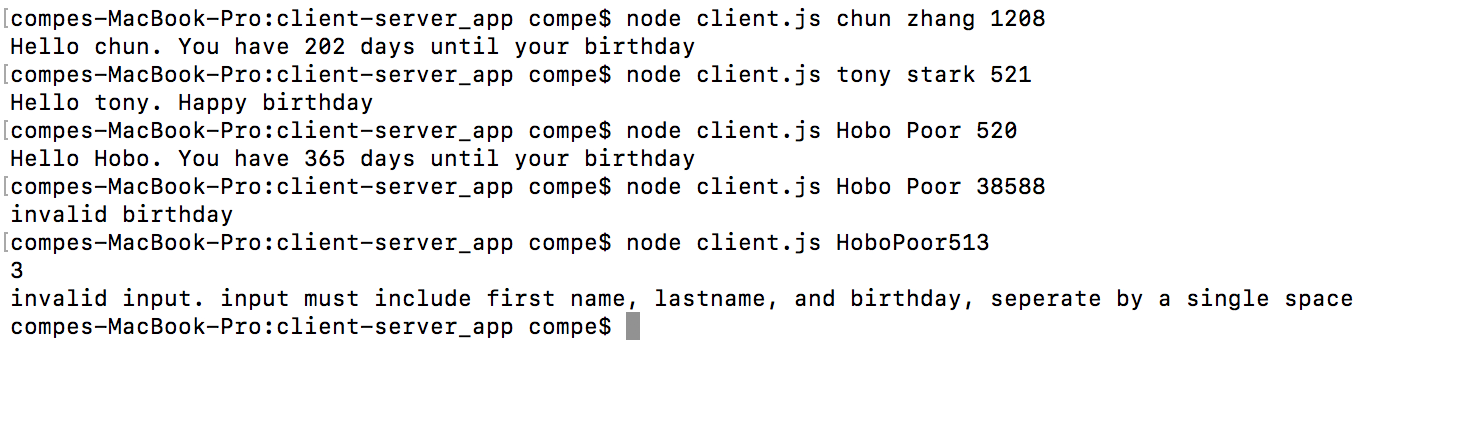 [compes-MacBook-Pro:client-server_app compe$ node client.js chun zhang 1208
Hello chun. You have 202 days until your birthday
[compes-MacBook-Pro:client-server_app compe$ node client.js tony stark 521
Hello tony. Happy birthday
[compes-MacBook-Pro:client-server_app compe$ node client.js Hobo Poor 520
Hello Hobo. You have 365 days until your birthday
[compes-MacBook-Pro:client-server_app compe$ node client.js Hobo Poor 38588
invalid birthday
[compes-MacBook-Pro:client-server_app compe$ node client.js HoboPoor513
3
invalid input. input must include first name, lastname, and birthday, seperate by a single space
compes-MacBook-Pro:client-server_app compe$